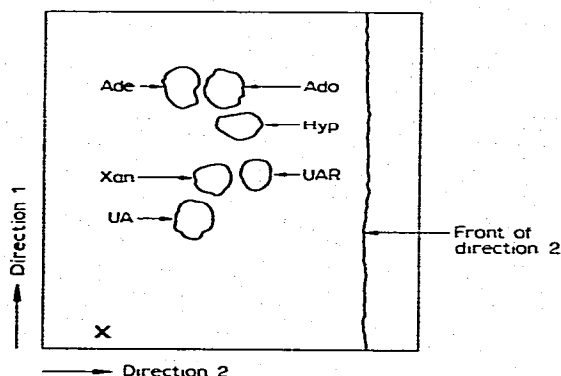 Ade
Ado
Hyp
Xan
UAR
UA
Front of
direction 2
Direction 1
X
Direction 2